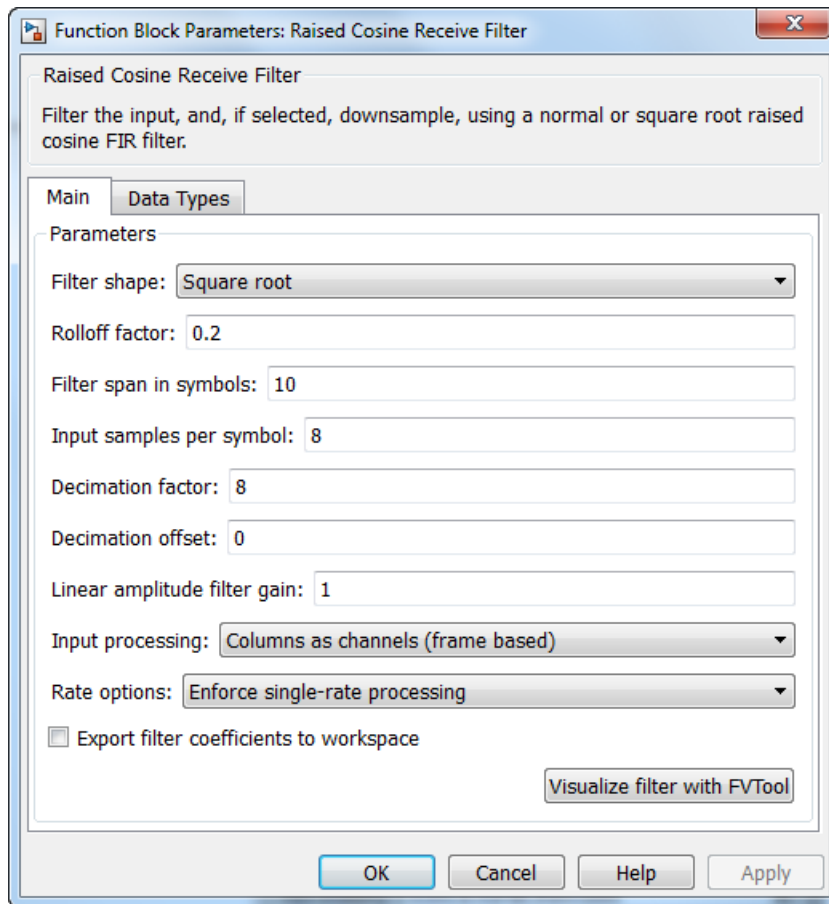 Function Block Parameters: Raised Cosine Receive Filter
Raised Cosine Receive Filter
Filter the input, and, if selected, downsample, using a normal or square root raised
cosine FIR filter.
Main Data Types
Parameters
Filter shape: Square root
Rolloff factor: 0.2
Filter span in symbols: 10
Input samples per symbol: 8
Decimation factor: 8
Decimation offset: 0
Linear amplitude filter gain: 1
Input processing: Columns as channels (frame based)
Rate options: Enforce single-rate processing
Export filter coefficients to workspace
Visualize filter with FVTool
OK Cancel Help Apply